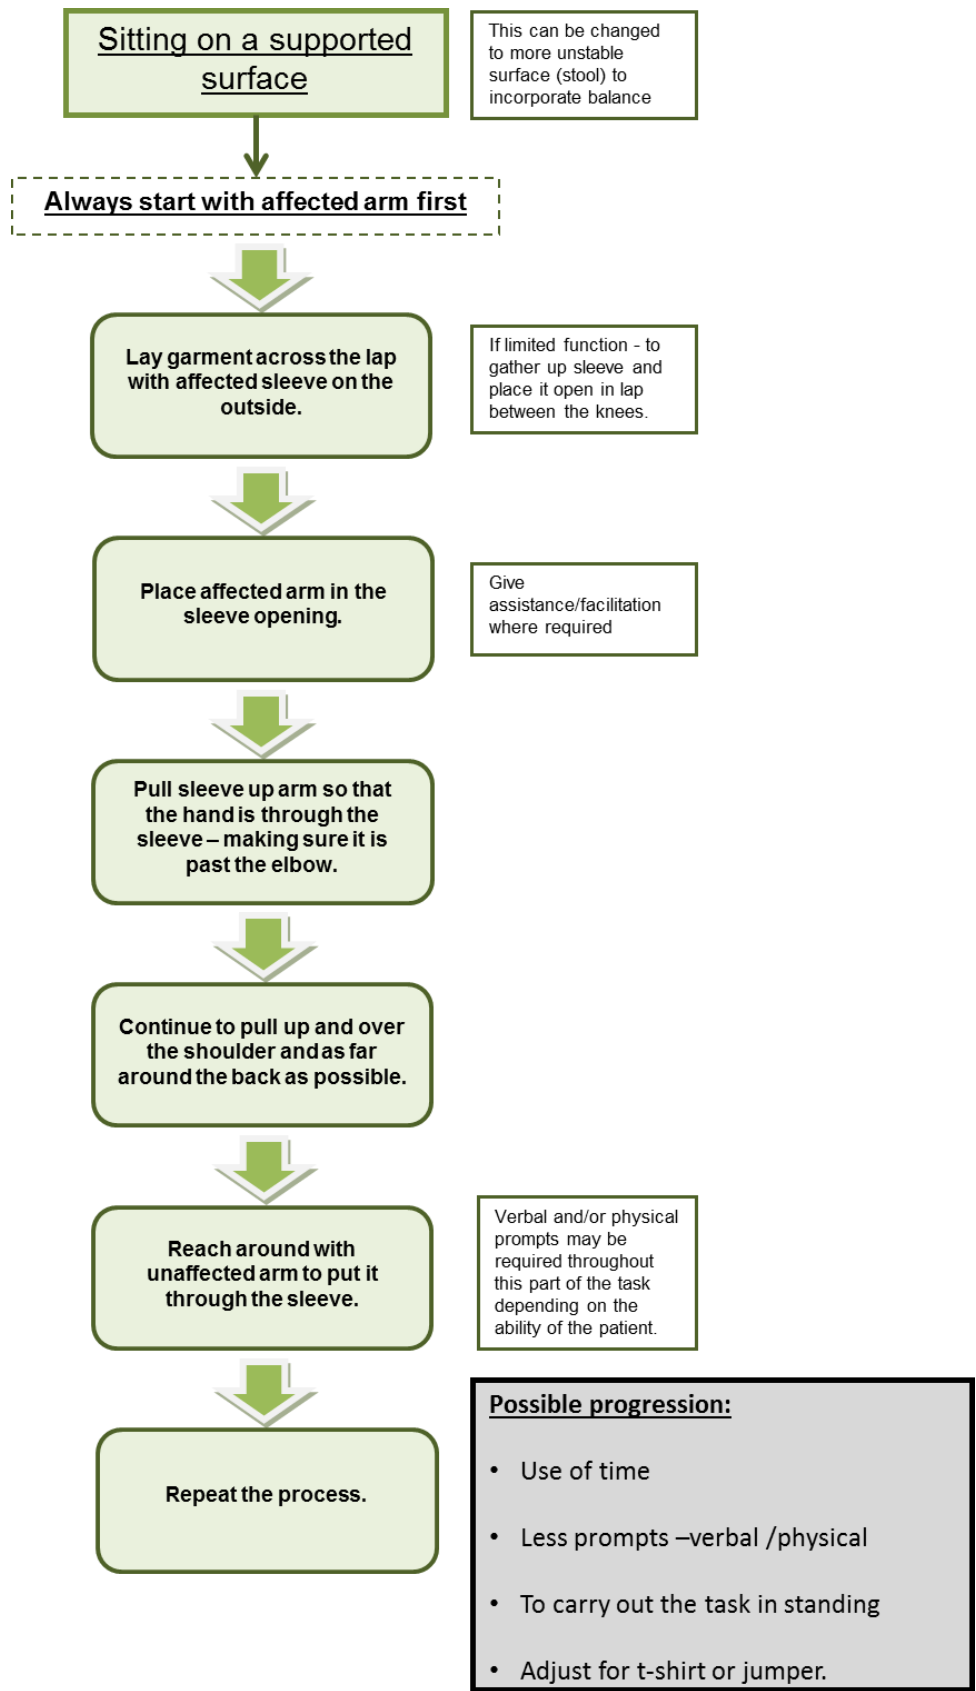 Sitting on a supported
surface
This can be changed
to more unstable
surface (stool) to
incorporate balance
Always start with affected arm first
Lay garment across the lap
with affected sleeve on the
outside.
If limited function - to
gather up sleeve and
place it open in lap
between the knees.
Place affected arm in the
sleeve opening.
Give
assistance/facilitation
where required
Pull sleeve up arm so that
the hand is through the
sleeve – making sure it is
past the elbow.
Continue to pull up and over
the shoulder and as far
around the back as possible.
Reach around with
unaffected arm to put it
through the sleeve.
Verbal and/or physical
prompts may be
required throughout
this part of the task
depending on the
ability of the patient.
Repeat the process.
Possible progression:
• Use of time
• Less prompts –verbal /physical
• To carry out the task in standing
• Adjust for t-shirt or jumper.